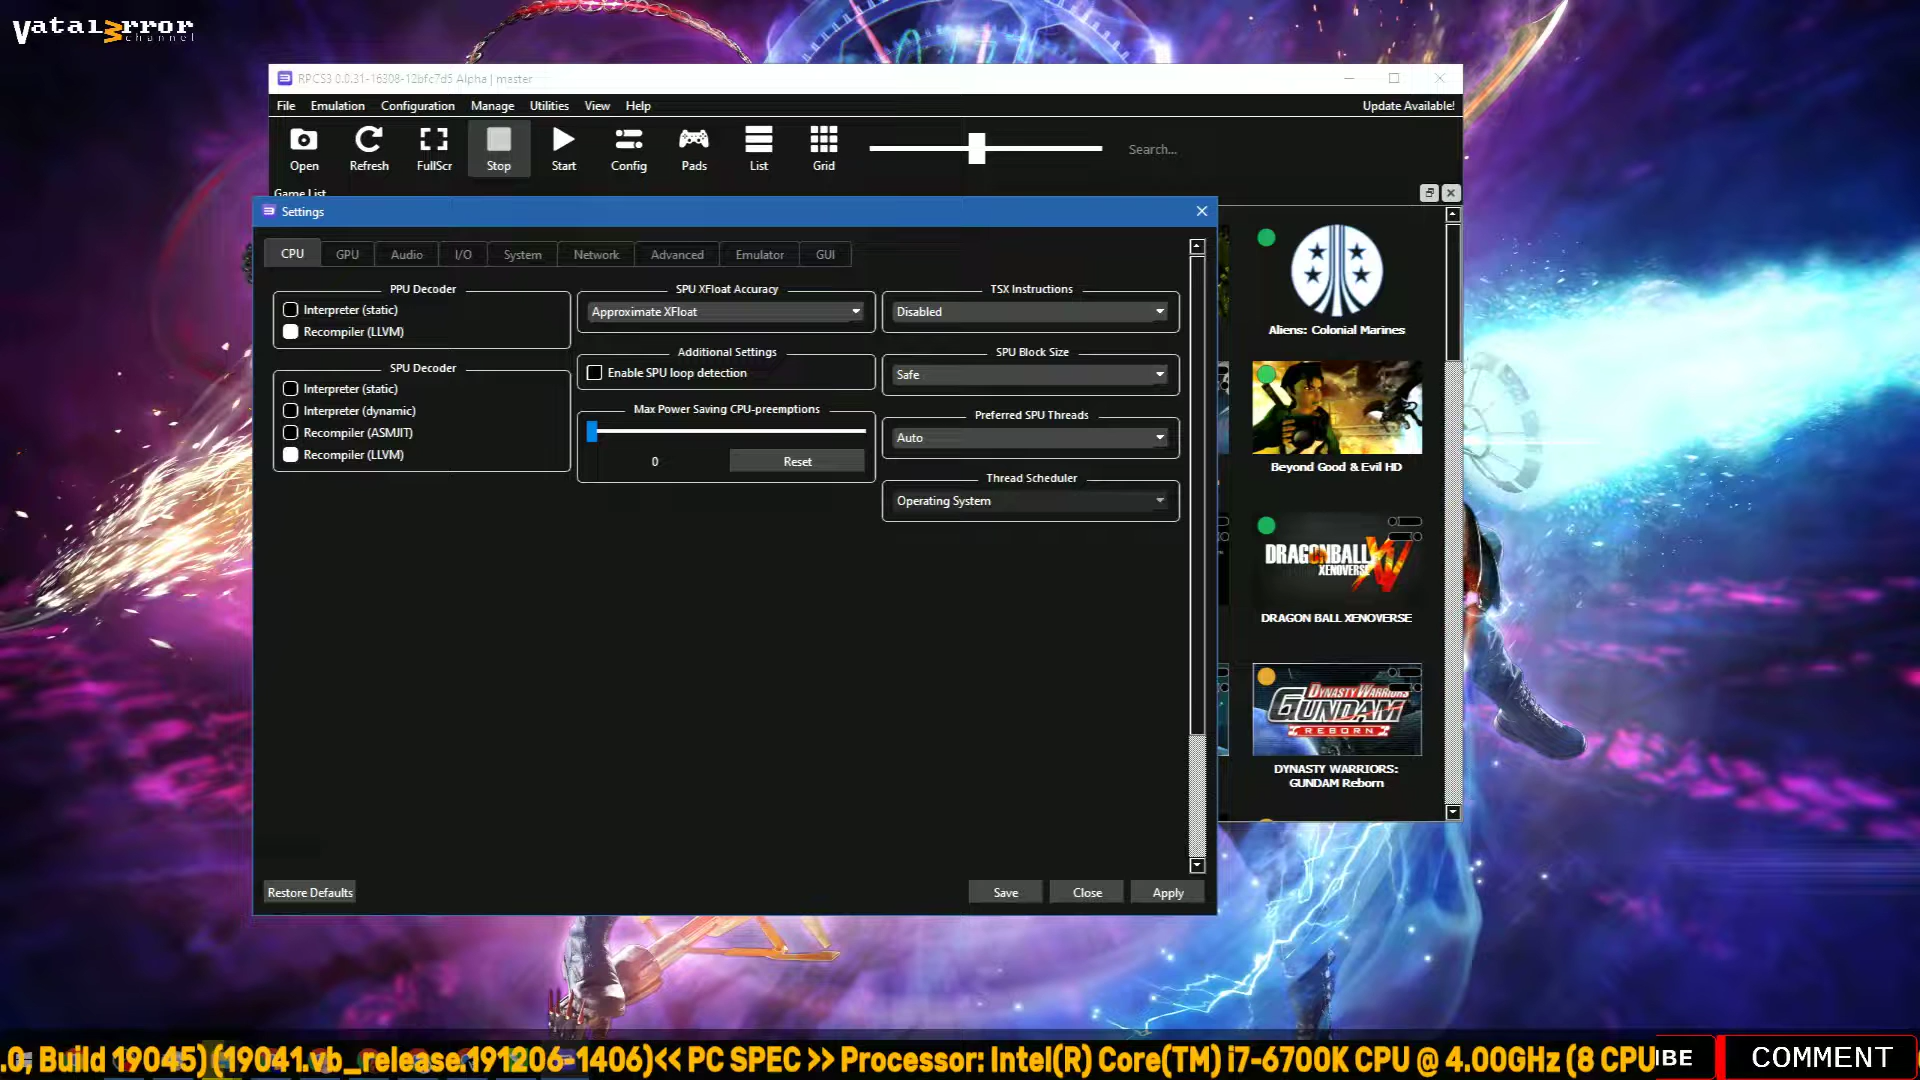 Vatal3rror
channel
RPCS3 0.0.31-16308-12bfc7d5 Alpha | master
File Emulation Configuration Manage Utilities View Help Update Available!
Open Refresh FullScr Stop Start Config Pads List Grid Search...
Game List
Settings
CPU GPU Audio I/O System Network Advanced Emulator GUI
PPU Decoder
Interpreter (static)
Recompiler (LLVM)
SPU Decoder
Interpreter (static)
Interpreter (dynamic)
Recompiler (ASMJIT)
Recompiler (LLVM)
SPU XFloat Accuracy
Approximate XFloat
Additional Settings
Enable SPU loop detection
Max Power Saving CPU-preemptions
0 Reset
TSX Instructions
Disabled
SPU Block Size
Safe
Preferred SPU Threads
Auto
Thread Scheduler
Operating System
Restore Defaults Save Close Apply
Aliens: Colonial Marines
Beyond Good & Evil HD
DRAGONBALL XV
XENOVERSE
DRAGON BALL XENOVERSE
DYNASTY WARRIORS
GUNDAM
REBORN
DYNASTY WARRIORS:
GUNDAM Reborn
.0, Build 19045) (19041.vb_release.191206-1406)<< PC SPEC >> Processor: Intel(R) Core(TM) i7-6700K CPU @ 4.00GHz (8 CPU
IBE COMMENT